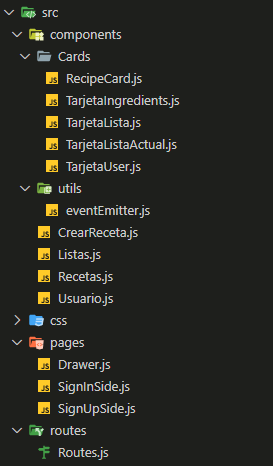 src
components
Cards
RecipeCard.js
TarjetaIngredients.js
TarjetaLista.js
TarjetaListaActual.js
TarjetaUser.js
utils
eventEmitter.js
CrearReceta.js
Listas.js
Recetas.js
Usuario.js
css
pages
Drawer.js
SignInSide.js
SignUpSide.js
routes
Routes.js